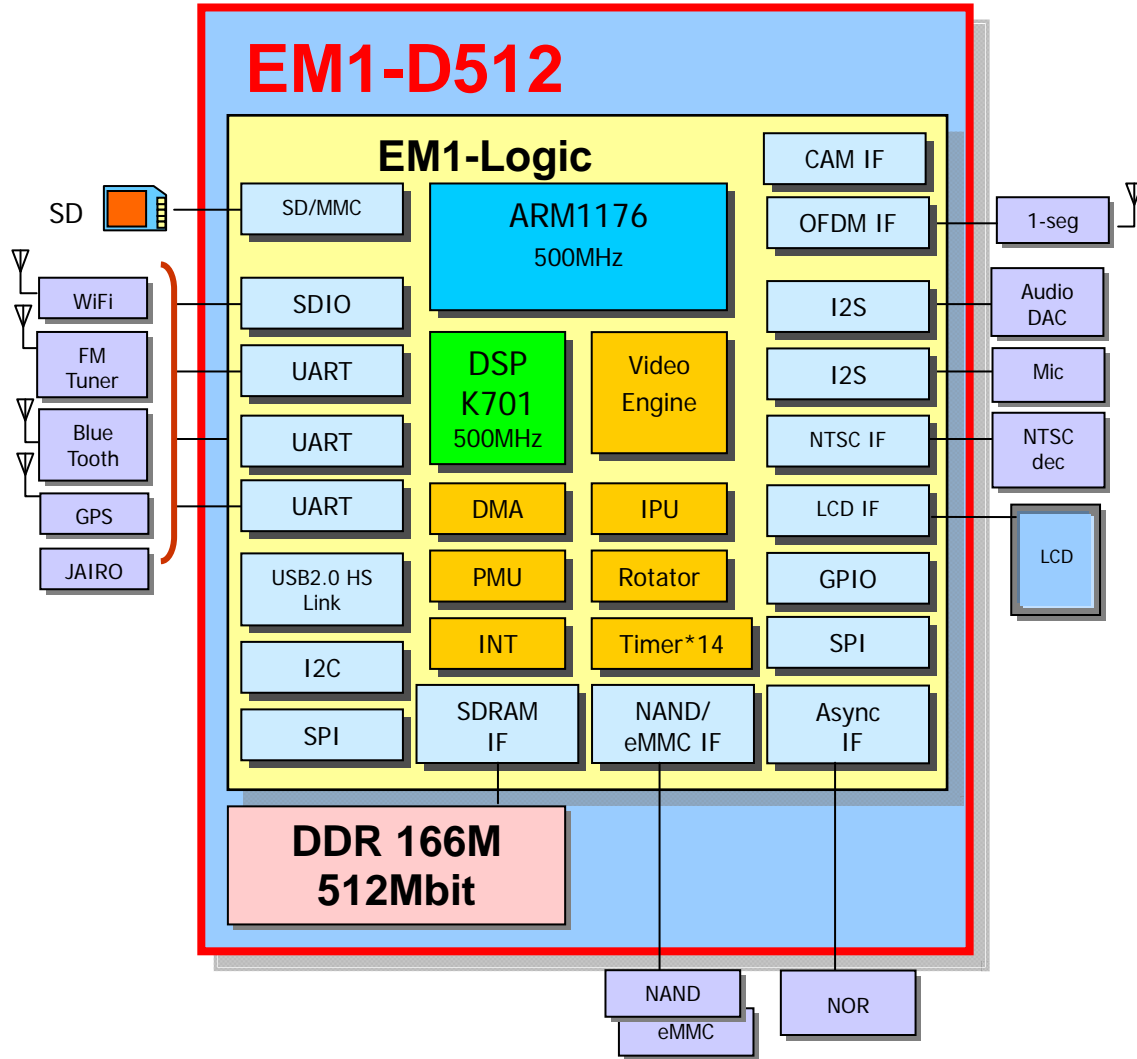 EM1-D512
EM1-Logic
CAM IF
SD
SD/MMC
ARM1176
500MHz
OFDM IF
1-seg
WiFi
SDIO
I2S
Audio
DAC
FM
Tuner
UART
DSP
K701
500MHz
Video
Engine
I2S
Mic
Blue
Tooth
UART
NTSC IF
NTSC
dec
GPS
UART
DMA
IPU
LCD IF
LCD
JAIRO
USB2.0 HS
Link
PMU
Rotator
GPIO
I2C
INT
Timer*14
SPI
SPI
SDRAM
IF
NAND/
eMMC IF
Async
IF
DDR 166M
512Mbit
NAND
eMMC
NOR